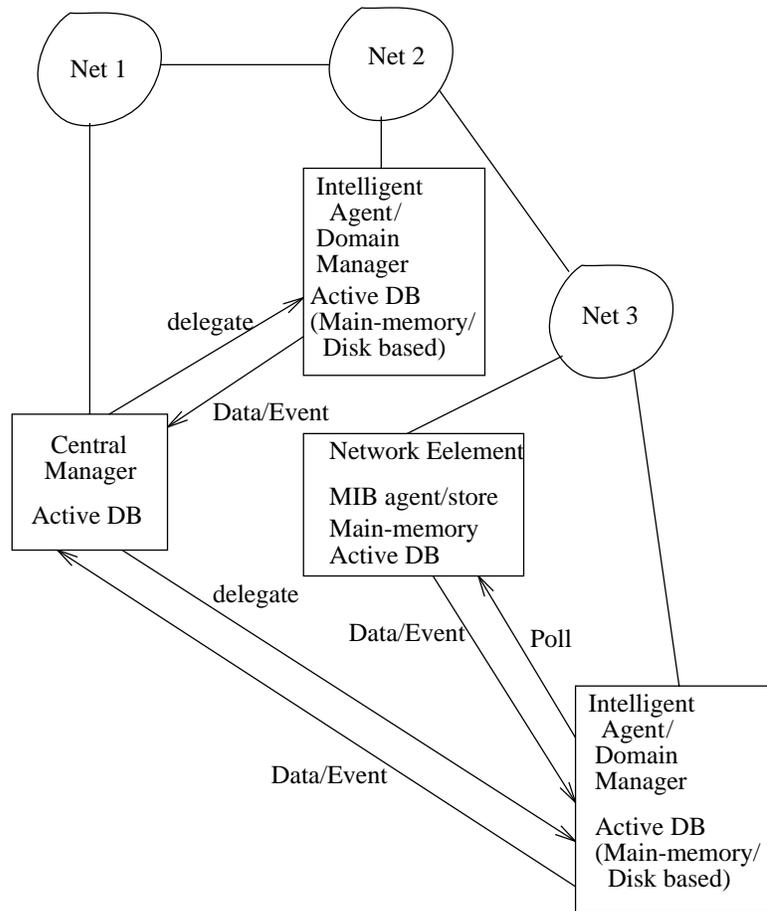 Net 1
Net 2
Intelligent
Agent/
Domain
Manager
Active DB
(Main-memory/
Disk based)
Net 3
delegate
Data/Event
Central
Manager
Active DB
Network Eelement
MIB agent/store
Main-memory
Active DB
delegate
Data/Event
Poll
Intelligent
Agent/
Domain
Manager
Active DB
(Main-memory/
Disk based)
Data/Event